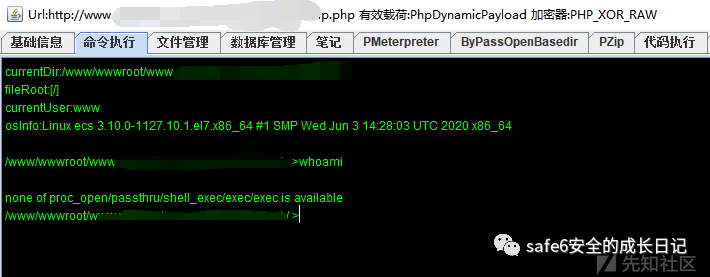 Url:http://www. .p.php 有效载荷:PhpDynamicPayload 加密器:PHP_XOR_RAW
基础信息 命令执行 文件管理 数据库管理 笔记 PMeterpreter ByPassOpenBasedir PZip 代码执行
currentDir:/www/wwwroot/www
fileRoot:[/]
currentUser:www
osInfo:Linux ecs 3.10.0-1127.10.1.el7.x86_64 #1 SMP Wed Jun 3 14:28:03 UTC 2020 x86_64
/www/wwwroot/www >whoami
none of proc_open/passthru/shell_exec/exec/exec is available
/www/wwwroot/www / >
safe6安全的成长日记
先知社区